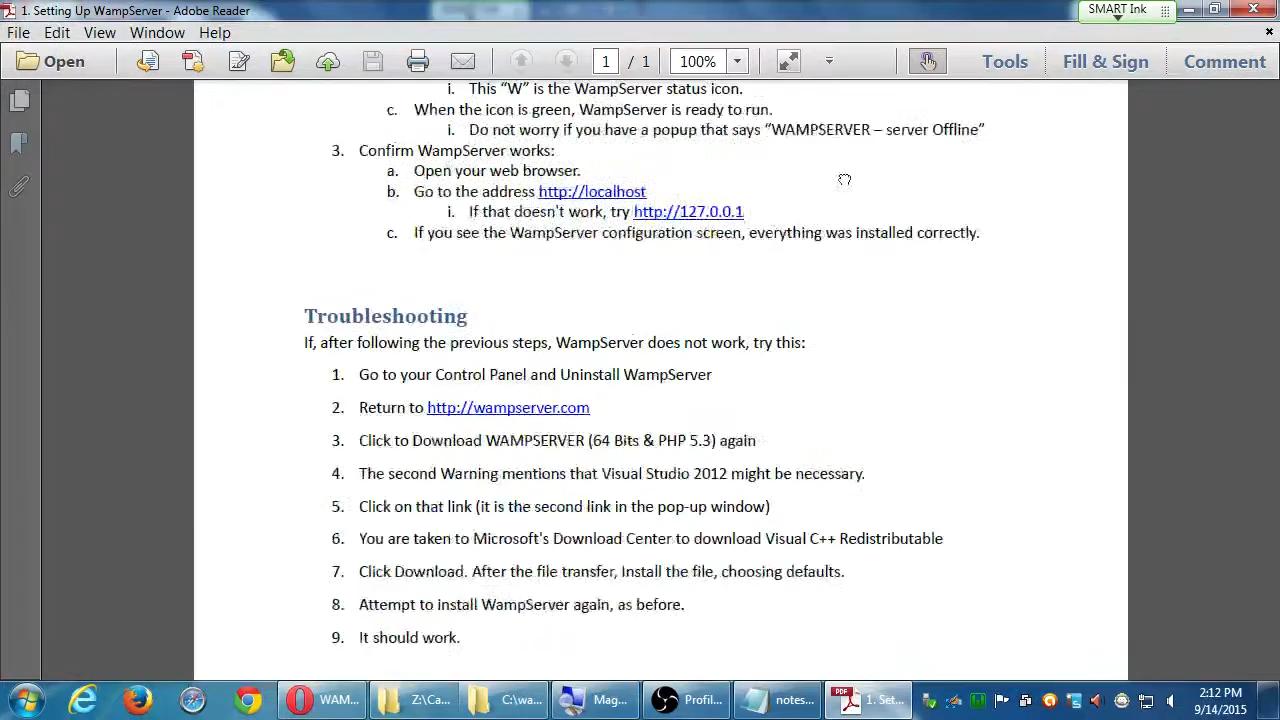 1. Setting Up WampServer - Adobe Reader
SMART Ink
File Edit View Window Help
Open 1 / 1 100% Tools Fill & Sign Comment
i. This “W” is the WampServer status icon.
c. When the icon is green, WampServer is ready to run.
i. Do not worry if you have a popup that says “WAMPSERVER – server Offline”
3. Confirm WampServer works:
a. Open your web browser.
b. Go to the address http://localhost
i. If that doesn't work, try http://127.0.0.1
c. If you see the WampServer configuration screen, everything was installed correctly.
Troubleshooting
If, after following the previous steps, WampServer does not work, try this:
1. Go to your Control Panel and Uninstall WampServer
2. Return to http://wampserver.com
3. Click to Download WAMPSERVER (64 Bits & PHP 5.3) again
4. The second Warning mentions that Visual Studio 2012 might be necessary.
5. Click on that link (it is the second link in the pop-up window)
6. You are taken to Microsoft's Download Center to download Visual C++ Redistributable
7. Click Download. After the file transfer, Install the file, choosing defaults.
8. Attempt to install WampServer again, as before.
9. It should work.
WAM... Z:\Ca... C:\wa... Mag... Profil... notes... PDF 1. Set... 2:12 PM
9/14/2015